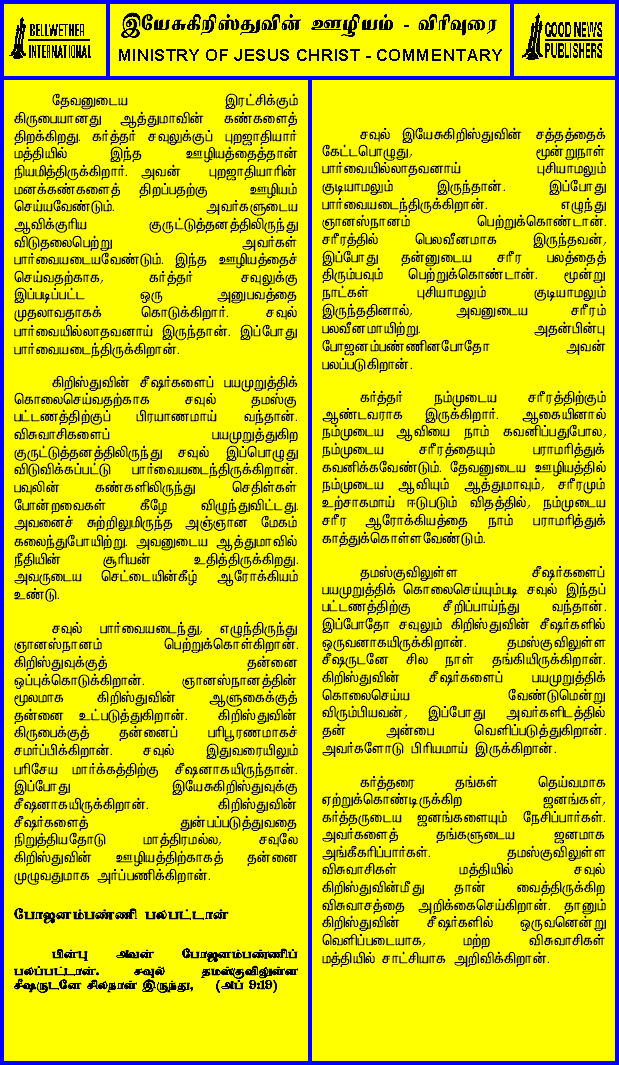 BELLWETHER
INTERNATIONAL
இயேசுகிறிஸ்துவின் ஊழியம் - விரிவுரை
MINISTRY OF JESUS CHRIST - COMMENTARY
GOOD NEWS
PUBLISHERS
தேவனுடைய இரட்சிக்கும்
கிருபையானது ஆத்துமாவின் கண்களைத்
திறக்கிறது. கர்த்தர் சவுலுக்குப் புறஜாதியார்
மத்தியில் இந்த ஊழியத்தைத்தான்
நியமித்திருக்கிறார். அவன் புறஜாதியாரின்
மனக்கண்களைத் திறப்பதற்கு ஊழியம்
செய்யவேண்டும். அவர்களுடைய
ஆவிக்குரிய குருட்டுத்தனத்திலிருந்து
விடுதலைபெற்று அவர்கள்
பார்வையடையவேண்டும். இந்த ஊழியத்தைச்
செய்வதற்காக, கர்த்தர் சவுலுக்கு
இப்படிப்பட்ட ஒரு அனுபவத்தை
முதலாவதாகக் கொடுக்கிறார். சவுல்
பார்வையில்லாதவனாய் இருந்தான். இப்போது
பார்வையடைந்திருக்கிறான்.
கிறிஸ்துவின் சீஷர்களைப் பயமுறுத்திக்
கொலைசெய்வதற்காக சவுல் தமஸ்கு
பட்டணத்திற்குப் பிரயாணமாய் வந்தான்.
விசுவாசிகளைப் பயமுறுத்துகிற
குருட்டுத்தனத்திலிருந்து சவுல் இப்பொழுது
விடுவிக்கப்பட்டு பார்வையடைந்திருக்கிறான்.
பவுலின் கண்களிலிருந்து செதிள்கள்
போன்றவைகள் கீழே விழுந்துவிட்டது.
அவனைச் சுற்றிலுமிருந்த அஞ்ஞான மேகம்
கலைந்துபோயிற்று. அவனுடைய ஆத்துமாவில்
நீதியின் சூரியன் உதித்திருக்கிறது.
அவருடைய செட்டையின்கீழ் ஆரோக்கியம்
உண்டு.
சவுல் பார்வையடைந்து, எழுந்திருந்து
ஞானஸ்நானம் பெற்றுக்கொள்கிறான்.
கிறிஸ்துவுக்குத் தன்னை
ஒப்புக்கொடுக்கிறான். ஞானஸ்நானத்தின்
மூலமாக கிறிஸ்துவின் ஆளுகைக்குத்
தன்னை உட்படுத்துகிறான். கிறிஸ்துவின்
கிருபைக்குத் தன்னைப் பரிபூரணமாகச்
சமர்ப்பிக்கிறான். சவுல் இதுவரையிலும்
பரிசேய மார்க்கத்திற்கு சீஷனாகயிருந்தான்.
இப்போது இயேசுகிறிஸ்துவுக்கு
சீஷனாகயிருக்கிறான். கிறிஸ்துவின்
சீஷர்களைத் துன்பப்படுத்துவதை
நிறுத்தியதோடு மாத்திரமல்ல, சவுலே
கிறிஸ்துவின் ஊழியத்திற்காகத் தன்னை
முழுவதுமாக அர்ப்பணிக்கிறான்.
போஜனம்பண்ணி பலபட்டான்
பின்பு அவன் போஜனம்பண்ணிப்
பலப்பட்டான். சவுல் தமஸ்குவிலுள்ள
சீஷருடனே சிலநாள் இருந்து, (அப் 9:19)
சவுல் இயேசுகிறிஸ்துவின் சத்தத்தைக்
கேட்டபொழுது, மூன்றுநாள்
பார்வையில்லாதவனாய் புசியாமலும்
குடியாமலும் இருந்தான். இப்போது
பார்வையடைந்திருக்கிறான். எழுந்து
ஞானஸ்நானம் பெற்றுக்கொண்டான்.
சரீரத்தில் பெலவீனமாக இருந்தவன்,
இப்போது தன்னுடைய சரீர பலத்தைத்
திரும்பவும் பெற்றுக்கொண்டான். மூன்று
நாட்கள் புசியாமலும் குடியாமலும்
இருந்ததினால், அவனுடைய சரீரம்
பலவீனமாயிற்று. அதன்பின்பு
போஜனம்பண்ணினபோதோ அவன்
பலப்படுகிறான்.
கர்த்தர் நம்முடைய சரீரத்திற்கும்
ஆண்டவராக இருக்கிறார். ஆகையினால்
நம்முடைய ஆவியை நாம் கவனிப்பதுபோல,
நம்முடைய சரீரத்தையும் பராமரித்துக்
கவனிக்கவேண்டும். தேவனுடைய ஊழியத்தில்
நம்முடைய ஆவியும் ஆத்துமாவும், சரீரமும்
உற்சாகமாய் ஈடுபடும் விதத்தில், நம்முடைய
சரீர ஆரோக்கியத்தை நாம் பராமரித்துக்
காத்துக்கொள்ளவேண்டும்.
தமஸ்குவிலுள்ள சீஷர்களைப்
பயமுறுத்திக் கொலைசெய்யும்படி சவுல் இந்தப்
பட்டணத்திற்கு சீறிப்பாய்ந்து வந்தான்.
இப்போதோ சவுலும் கிறிஸ்துவின் சீஷர்களில்
ஒருவனாகயிருக்கிறான். தமஸ்குவிலுள்ள
சீஷருடனே சில நாள் தங்கியிருக்கிறான்.
கிறிஸ்துவின் சீஷர்களைப் பயமுறுத்திக்
கொலைசெய்ய வேண்டுமென்று
விரும்பியவன், இப்போது அவர்களிடத்தில்
தன் அன்பை வெளிப்படுத்துகிறான்.
அவர்களோடு பிரியமாய் இருக்கிறான்.
கர்த்தரை தங்கள் தெய்வமாக
ஏற்றுக்கொண்டிருக்கிற ஜனங்கள்,
கர்த்தருடைய ஜனங்களையும் நேசிப்பார்கள்.
அவர்களைத் தங்களுடைய ஜனமாக
அங்கீகரிப்பார்கள். தமஸ்குவிலுள்ள
விசுவாசிகள் மத்தியில் சவுல்
கிறிஸ்துவின்மீது தான் வைத்திருக்கிற
விசுவாசத்தை அறிக்கைசெய்கிறான். தானும்
கிறிஸ்துவின் சீஷர்களில் ஒருவனென்று
வெளிப்படையாக, மற்ற விசுவாசிகள்
மத்தியில் சாட்சியாக அறிவிக்கிறான்.